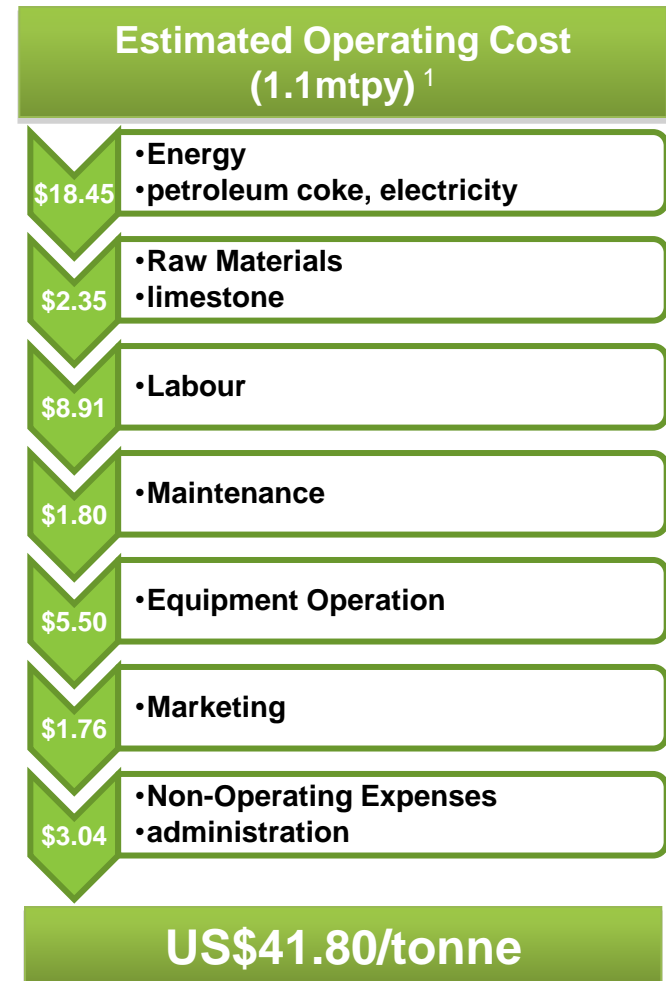 Estimated Operating Cost
(1.1mtpy) 1
•Energy
$18.45 •petroleum coke, electricity
•Raw Materials
$2.35 •limestone
$8.91 •Labour
$1.80 •Maintenance
$5.50 •Equipment Operation
$1.76 •Marketing
•Non-Operating Expenses
$3.04 •administration
US$41.80/tonne